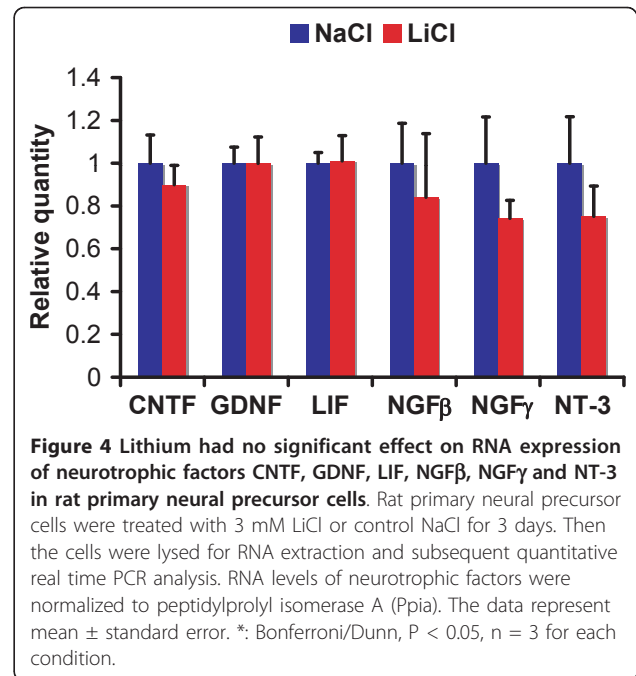 NaCl LiCl
1.4
1.2
1
0.8
0.6
0.4
0.2
0
Relative quantity
CNTF GDNF LIF NGFβ NGFγ NT-3
Figure 4 Lithium had no significant effect on RNA expression
of neurotrophic factors CNTF, GDNF, LIF, NGFβ, NGFγ and NT-3
in rat primary neural precursor cells. Rat primary neural precursor
cells were treated with 3 mM LiCl or control NaCl for 3 days. Then
the cells were lysed for RNA extraction and subsequent quantitative
real time PCR analysis. RNA levels of neurotrophic factors were
normalized to peptidylprolyl isomerase A (Ppia). The data represent
mean ± standard error. *: Bonferroni/Dunn, P < 0.05, n = 3 for each
condition.